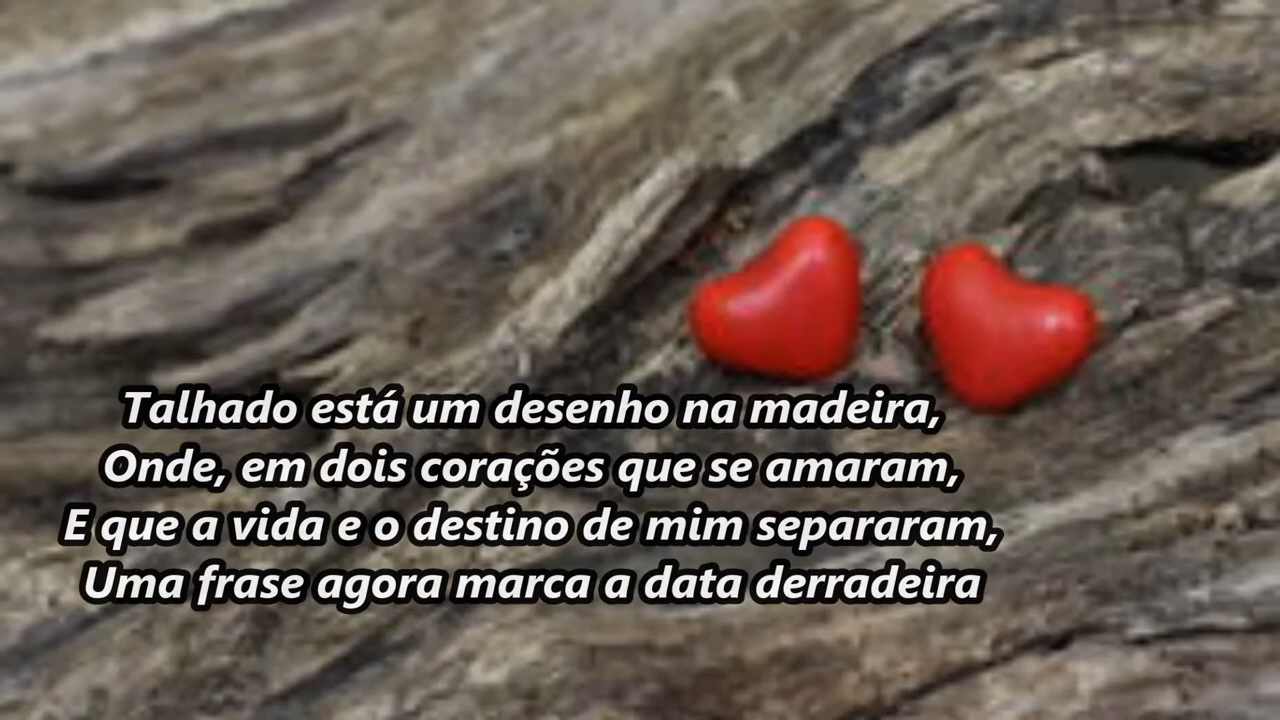 Talhado está um desenho na madeira,
Onde, em dois corações que se amaram,
E que a vida e o destino de mim separaram,
Uma frase agora marca a data derradeira